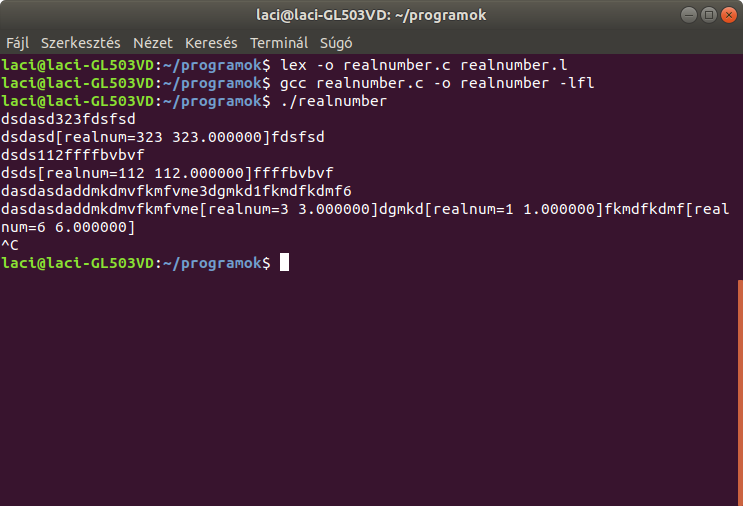 laci@laci-GL503VD: ~/programok
Fájl Szerkesztés Nézet Keresés Terminál Súgó
laci@laci-GL503VD:~/programok$ lex -o realnumber.c realnumber.l
laci@laci-GL503VD:~/programok$ gcc realnumber.c -o realnumber -lfl
laci@laci-GL503VD:~/programok$ ./realnumber
dsdasd323fdsfsd
dsdasd[realnum=323 323.000000]fdsfsd
dsds112ffffbvbvf
dsds[realnum=112 112.000000]ffffbvbvf
dasdasdaddmkdmvfkmfvme3dgmkd1fkmdfkdmf6
dasdasdaddmkdmvfkmfvme[realnum=3 3.000000]dgmkd[realnum=1 1.000000]fkmdfkdmf[real
num=6 6.000000]
^C
laci@laci-GL503VD:~/programok$